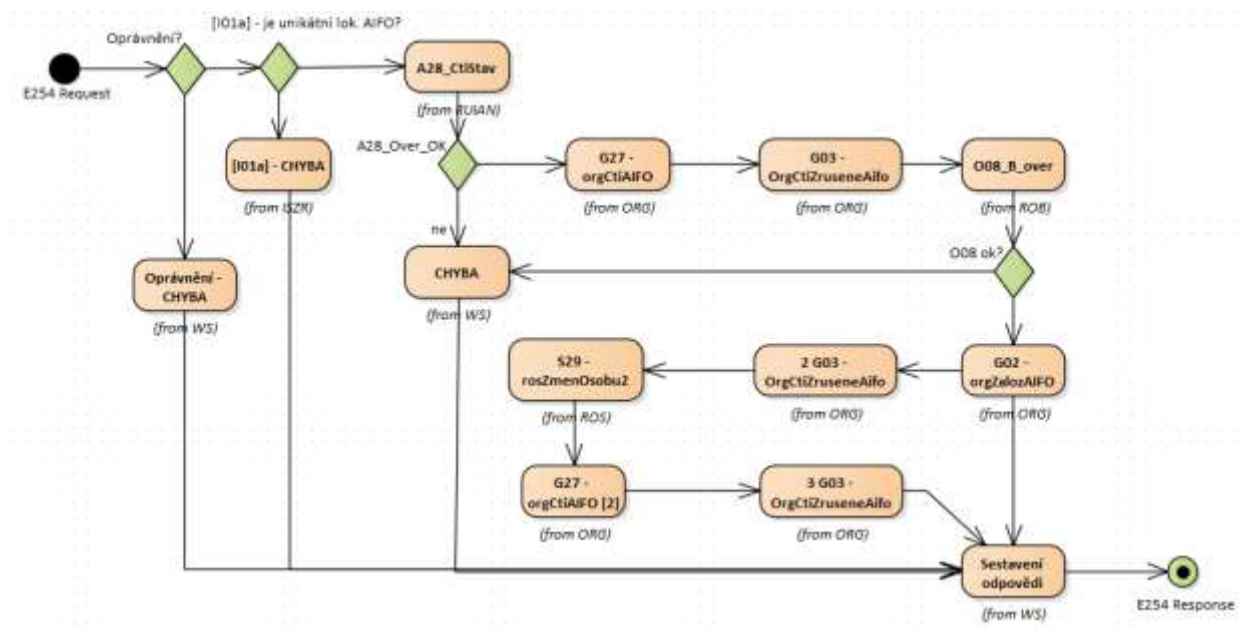 [I01a] - je unikátní lok. AIFO?
Oprávnění?
E254 Request
A28_CtiStav
(from RUIAN)
[I01a] - CHYBA
(from ISZR)
A28_Over_OK
G27 -
orgCtiAIFO
(from ORG)
G03 -
OrgCtiZruseneAifo
(from ORG)
O08_B_over
(from ROB)
ne
O08 ok?
Oprávnění -
CHYBA
(from WS)
CHYBA
(from WS)
S29 -
rosZmenOsobu2
(from ROS)
2 G03 -
OrgCtiZruseneAifo
(from ORG)
G02 -
orgZalozAIFO
(from ORG)
G27 -
orgCtiAIFO [2]
(from ORG)
3 G03 -
OrgCtiZruseneAifo
(from ORG)
Sestavení
odpovědi
(from WS)
E254 Response